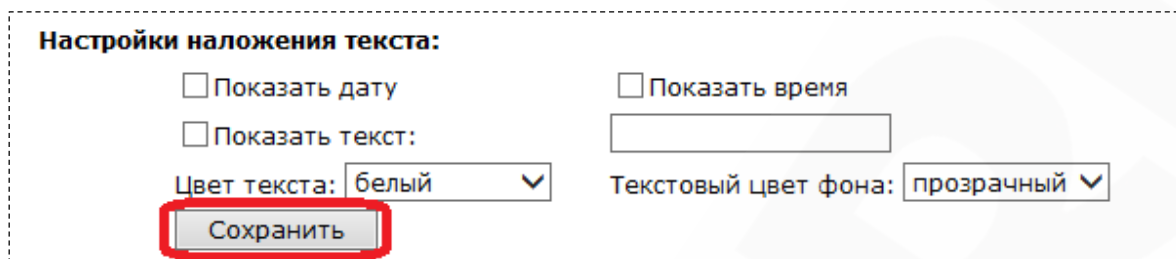 Настройки наложения текста:
Показать дату Показать время
Показать текст:
Цвет текста: белый Текстовый цвет фона: прозрачный
Сохранить